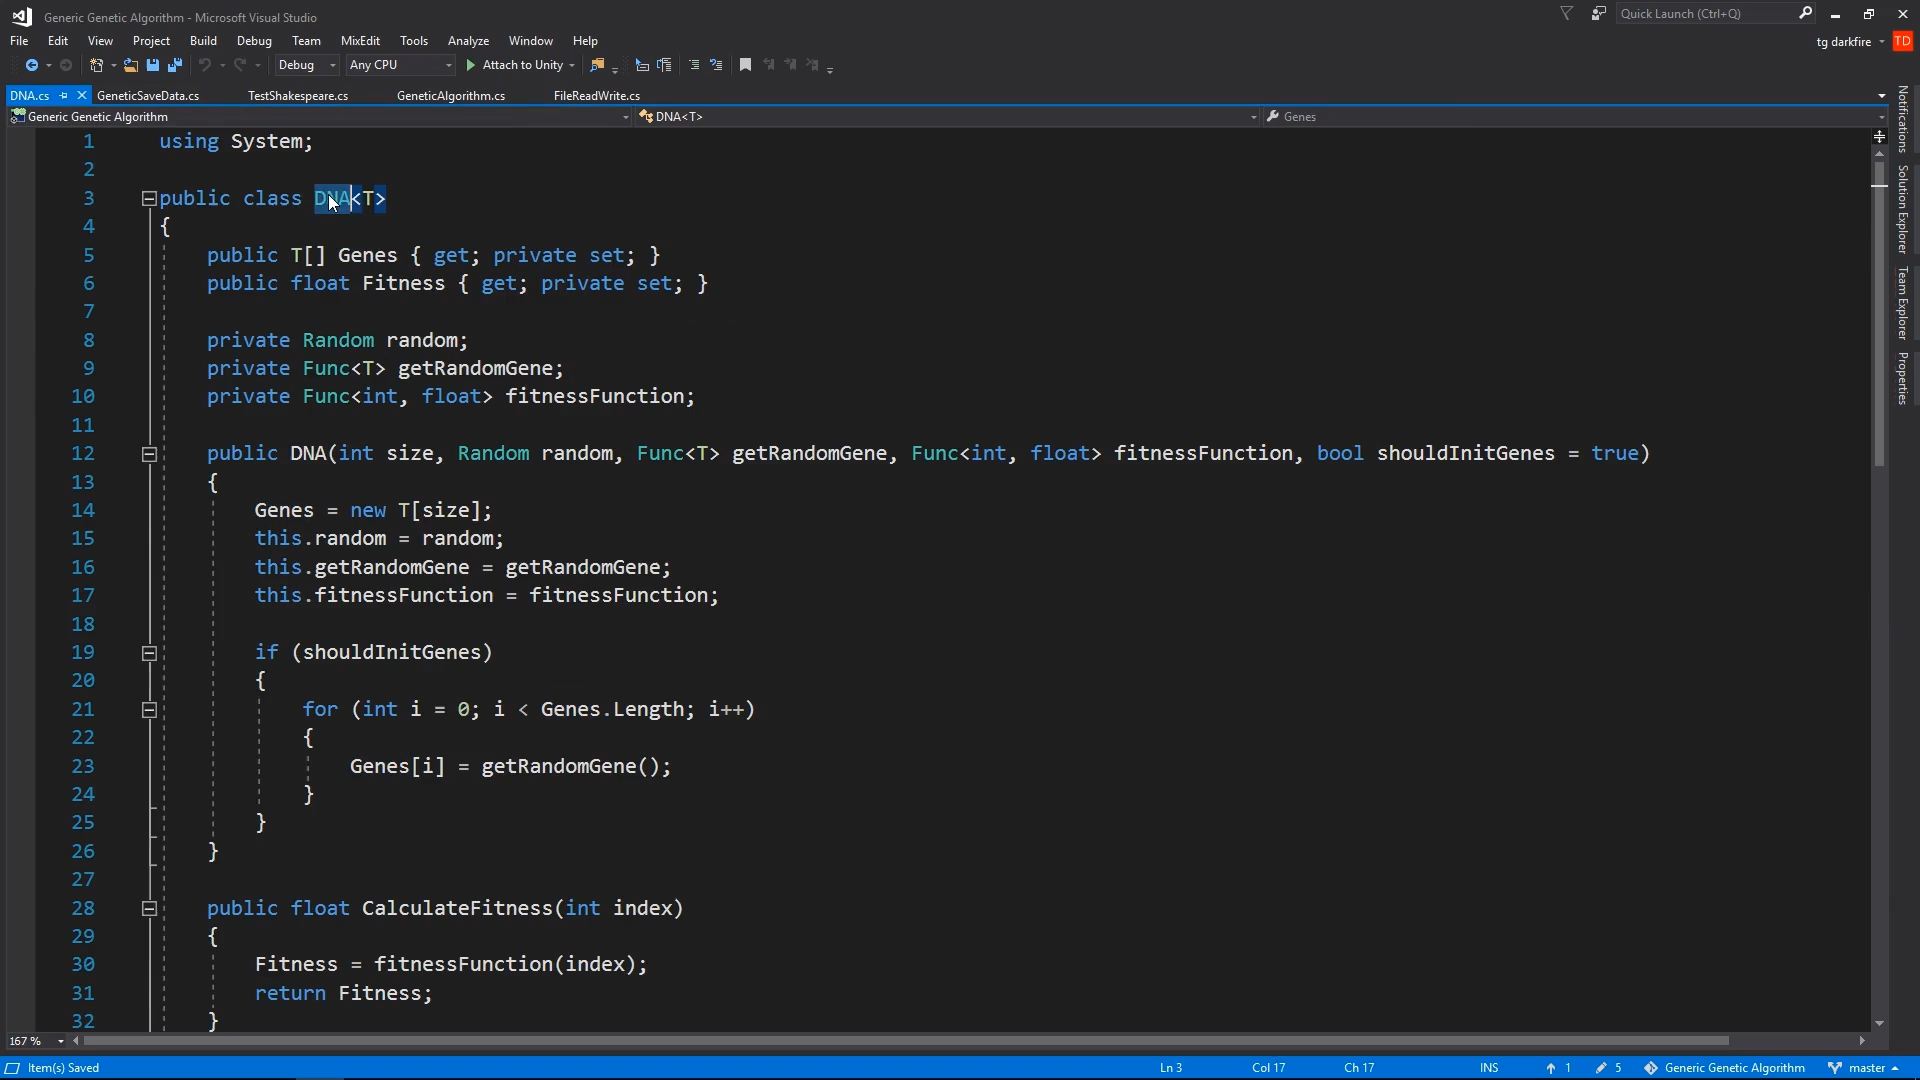 Generic Genetic Algorithm - Microsoft Visual Studio
Quick Launch (Ctrl+Q)
File Edit View Project Build Debug Team MixEdit Tools Analyze Window Help
tg darkfire TD
Debug Any CPU Attach to Unity
DNA.cs GeneticSaveData.cs TestShakespeare.cs GeneticAlgorithm.cs FileReadWrite.cs
Generic Genetic Algorithm DNA<T> Genes
1 using System;
2
3 public class DNA<T>
4 {
5 public T[] Genes { get; private set; }
6 public float Fitness { get; private set; }
7
8 private Random random;
9 private Func<T> getRandomGene;
10 private Func<int, float> fitnessFunction;
11
12 public DNA(int size, Random random, Func<T> getRandomGene, Func<int, float> fitnessFunction, bool shouldInitGenes = true)
13 {
14 Genes = new T[size];
15 this.random = random;
16 this.getRandomGene = getRandomGene;
17 this.fitnessFunction = fitnessFunction;
18
19 if (shouldInitGenes)
20 {
21 for (int i = 0; i < Genes.Length; i++)
22 {
23 Genes[i] = getRandomGene();
24 }
25 }
26 }
27
28 public float CalculateFitness(int index)
29 {
30 Fitness = fitnessFunction(index);
31 return Fitness;
32 }
Notifications
Solution Explorer
Team Explorer
Properties
167 %
Item(s) Saved Ln 3 Col 17 Ch 17 INS 1 5 Generic Genetic Algorithm master